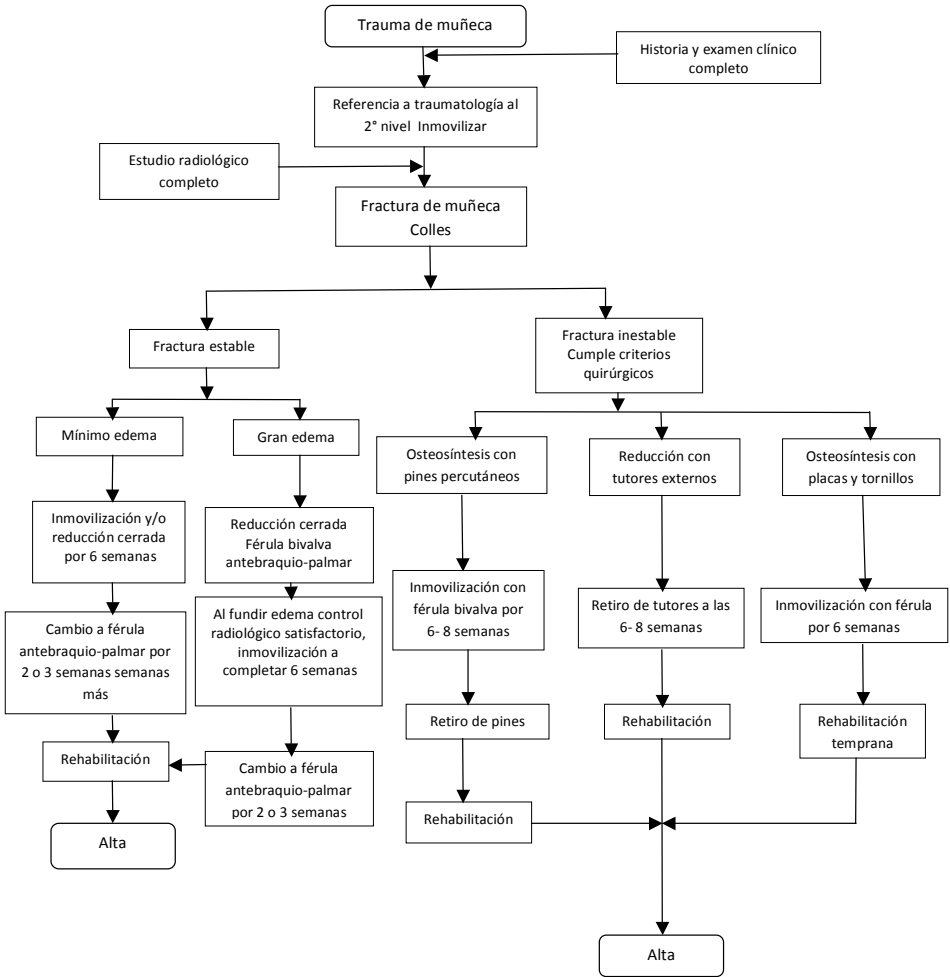 Trauma de muñeca
Historia y examen clínico
completo
Referencia a traumatología al
2° nivel Inmovilizar
Estudio radiológico
completo
Fractura de muñeca
Colles
Fractura estable
Fractura inestable
Cumple criterios
quirúrgicos
Mínimo edema
Gran edema
Osteosíntesis con
pines percutáneos
Reducción con
tutores externos
Osteosíntesis con
placas y tornillos
Inmovilización y/o
reducción cerrada
por 6 semanas
Reducción cerrada
Férula bivalva
antebraquio-palmar
Inmovilización con
férula bivalva por
6- 8 semanas
Retiro de tutores a las
6- 8 semanas
Inmovilización con férula
por 6 semanas
Cambio a férula
antebraquio-palmar por
2 o 3 semanas semanas
más
Al fundir edema control
radiológico satisfactorio,
inmovilización a
completar 6 semanas
Retiro de pines
Rehabilitación
Rehabilitación
temprana
Rehabilitación
Cambio a férula
antebraquio-palmar
por 2 o 3 semanas
Rehabilitación
Alta
Alta